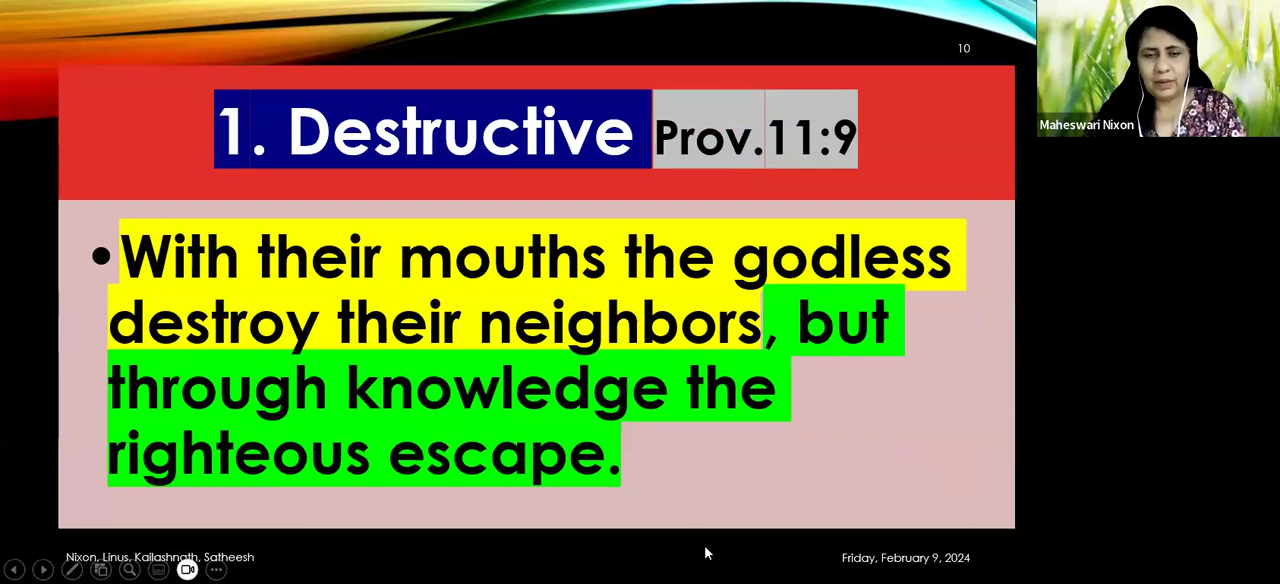 10
1. Destructive Prov.11:9
Maheswari Nixon
•With their mouths the godless
destroy their neighbors, but
through knowledge the
righteous escape.
Nixon, Linus, Kailashnath, Satheesh
Friday, February 9, 2024